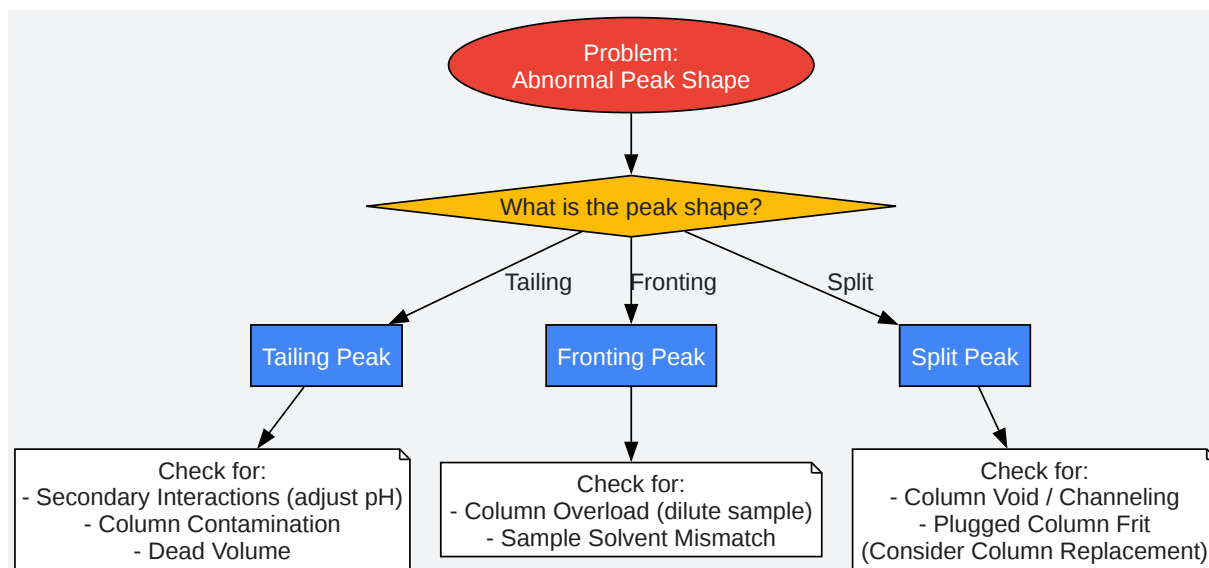 Problem:
Abnormal Peak Shape
What is the peak shape?
Tailing
Fronting
Split
Tailing Peak
Fronting Peak
Split Peak
Check for:
- Secondary Interactions (adjust pH)
- Column Contamination
- Dead Volume
Check for:
- Column Overload (dilute sample)
- Sample Solvent Mismatch
Check for:
- Column Void / Channeling
- Plugged Column Frit
(Consider Column Replacement)